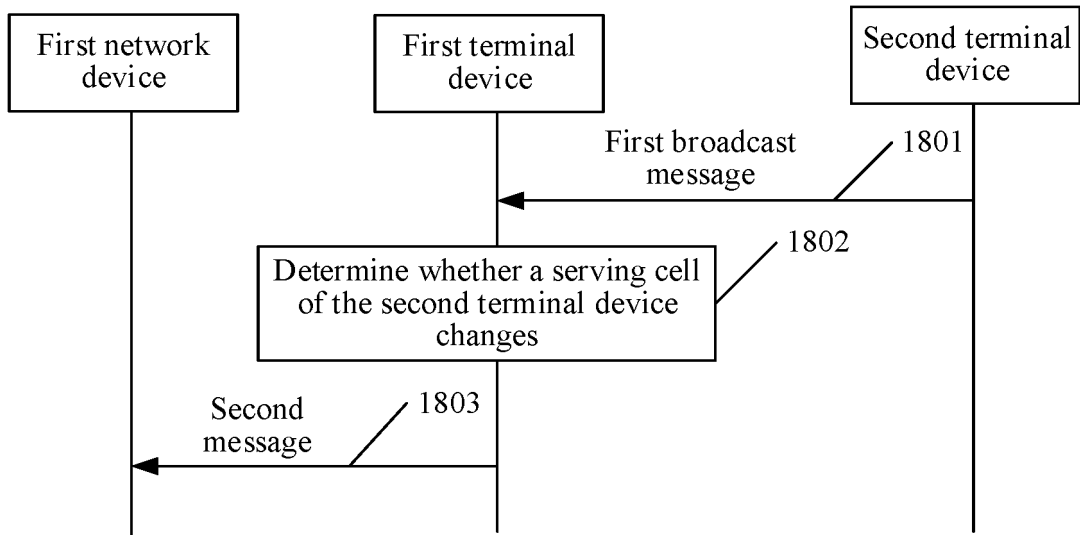 First network
device
First terminal
device
Second terminal
device
First broadcast
message
1801
Determine whether a serving cell
of the second terminal device
changes
1802
Second
message
1803